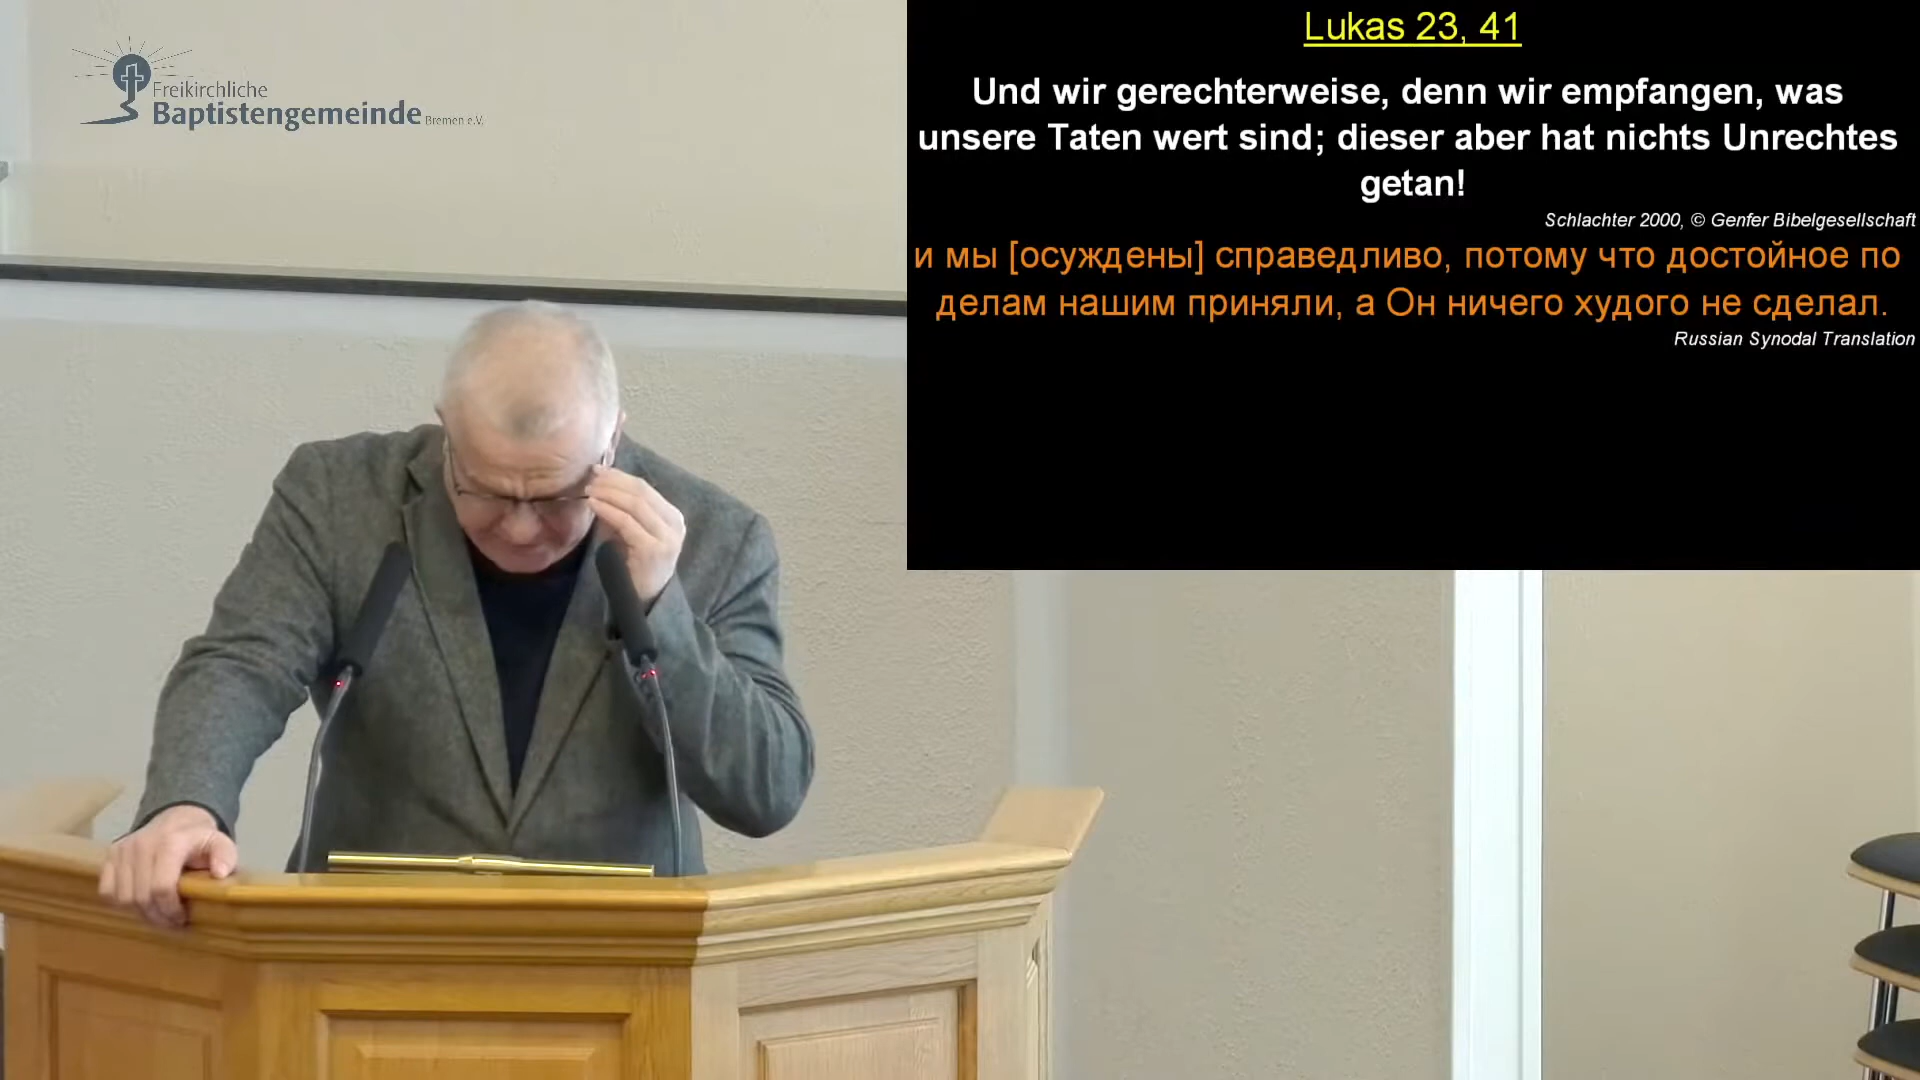 Freikirchliche
Baptistengemeinde Bremen e.V.
Lukas 23, 41
Und wir gerechterweise, denn wir empfangen, was
unsere Taten wert sind; dieser aber hat nichts Unrechtes
getan!
Schlachter 2000, © Genfer Bibelgesellschaft
и мы [осуждены] справедливо, потому что достойное по
делам нашим приняли, а Он ничего худого не сделал.
Russian Synodal Translation